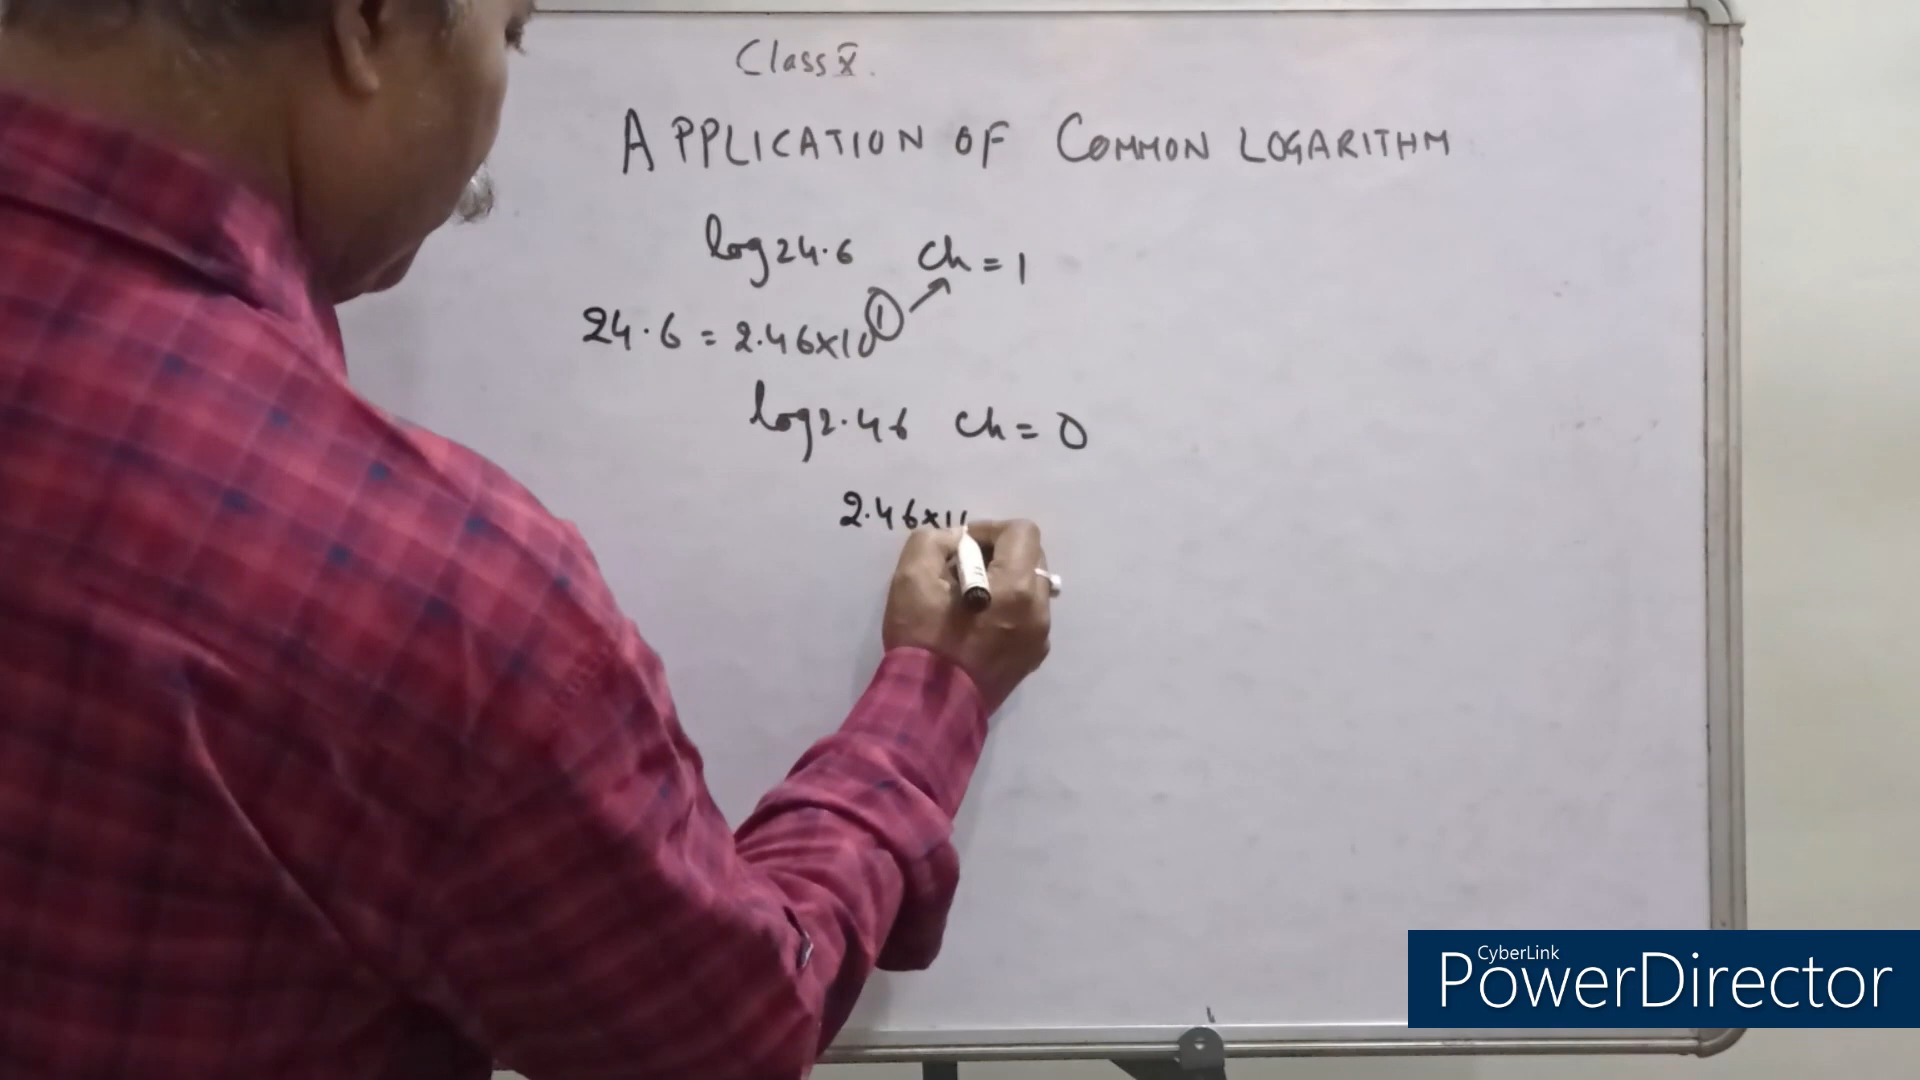 Class X.
APPLICATION OF COMMON LOGARITHM
log 24.6 ch = 1
24.6 = 2.46×10①
log 2.46 ch = 0
2.46×10
CyberLink
PowerDirector